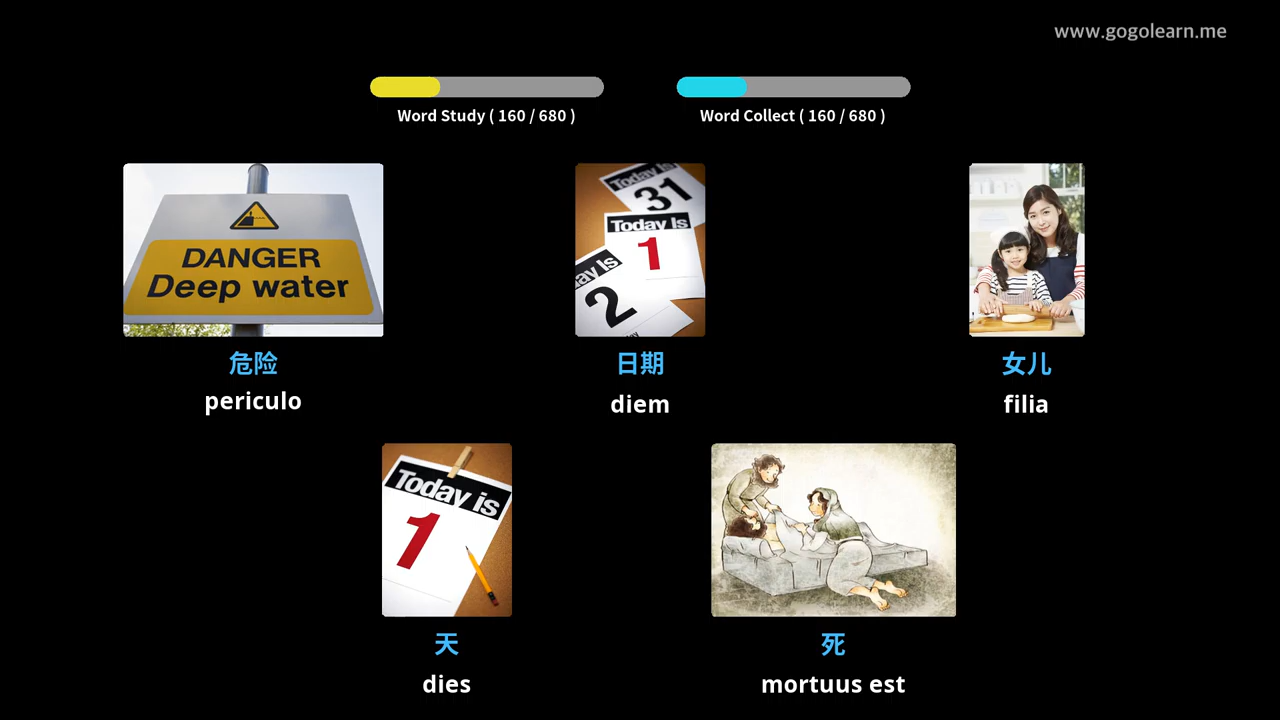 www.gogolearn.me
Word Study ( 160 / 680 )
Word Collect ( 160 / 680 )
DANGER
Deep water
Today Is
31
Today Is
1
ay Is
2
危险
periculo
日期
diem
女儿
filia
Today is
1
天
dies
死
mortuus est